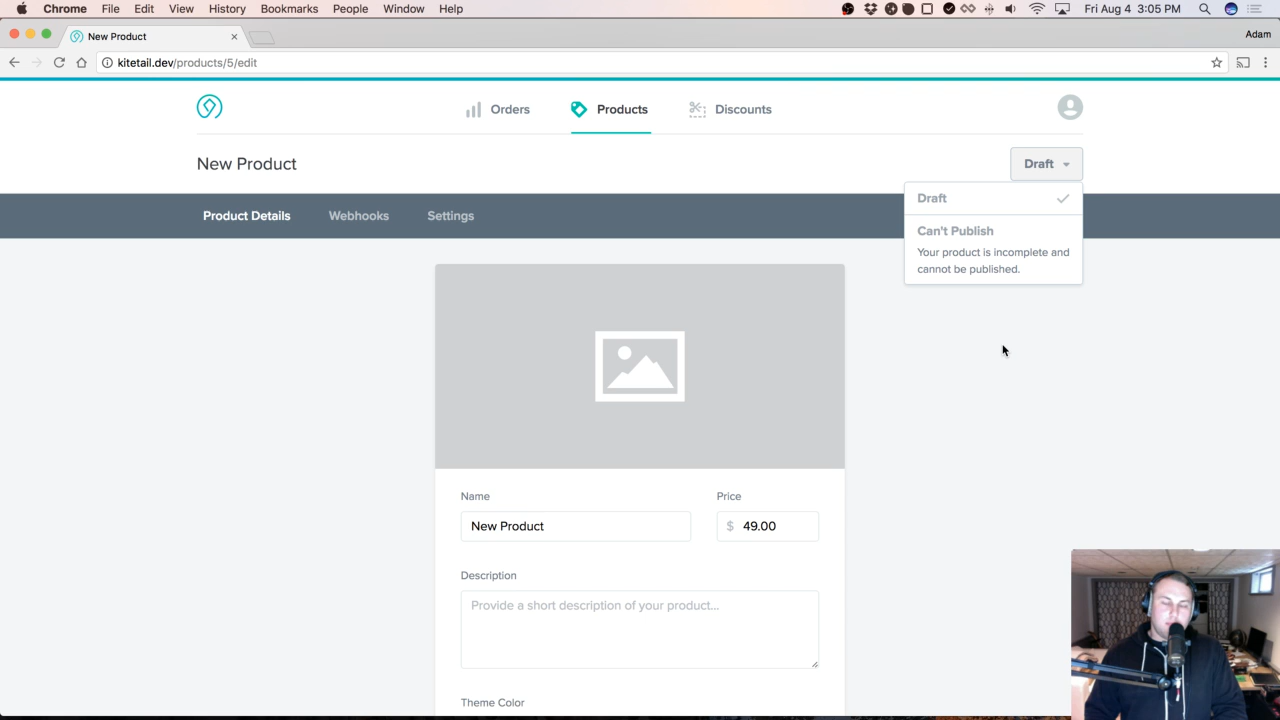 Chrome File Edit View History Bookmarks People Window Help Fri Aug 4 3:05 PM
New Product Adam
kitetail.dev/products/5/edit
Orders Products Discounts
New Product Draft
Draft
Product Details Webhooks Settings
Can't Publish
Your product is incomplete and
cannot be published.
Name Price
New Product $ 49.00
Description
Provide a short description of your product...
Theme Color